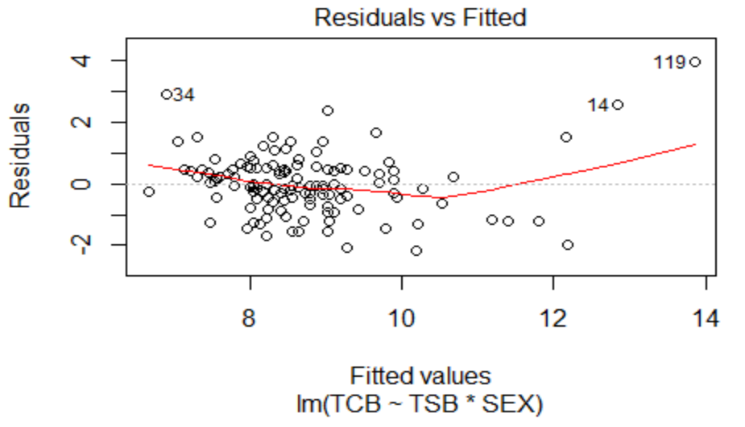 Residuals vs Fitted
Residuals
4
2
0
-2
34
119
14
8
10
12
14
Fitted values
lm(TCB ~ TSB * SEX)